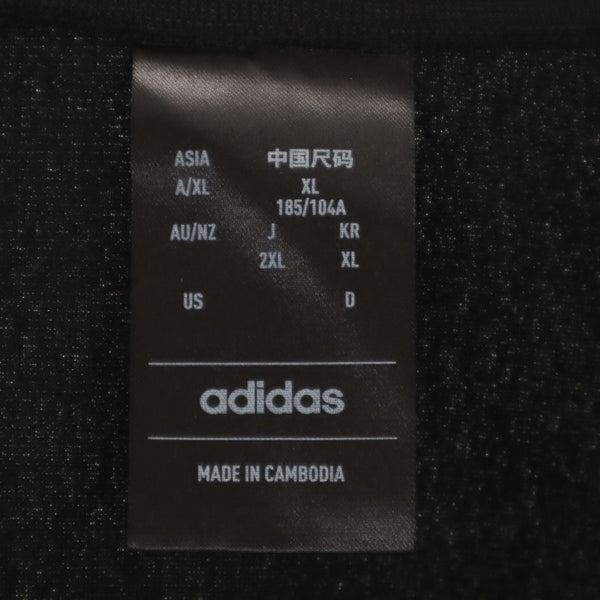 ASIA 中国尺码
A/XL XL
185/104A
AU/NZ J KR
2XL XL
US D
adidas
MADE IN CAMBODIA